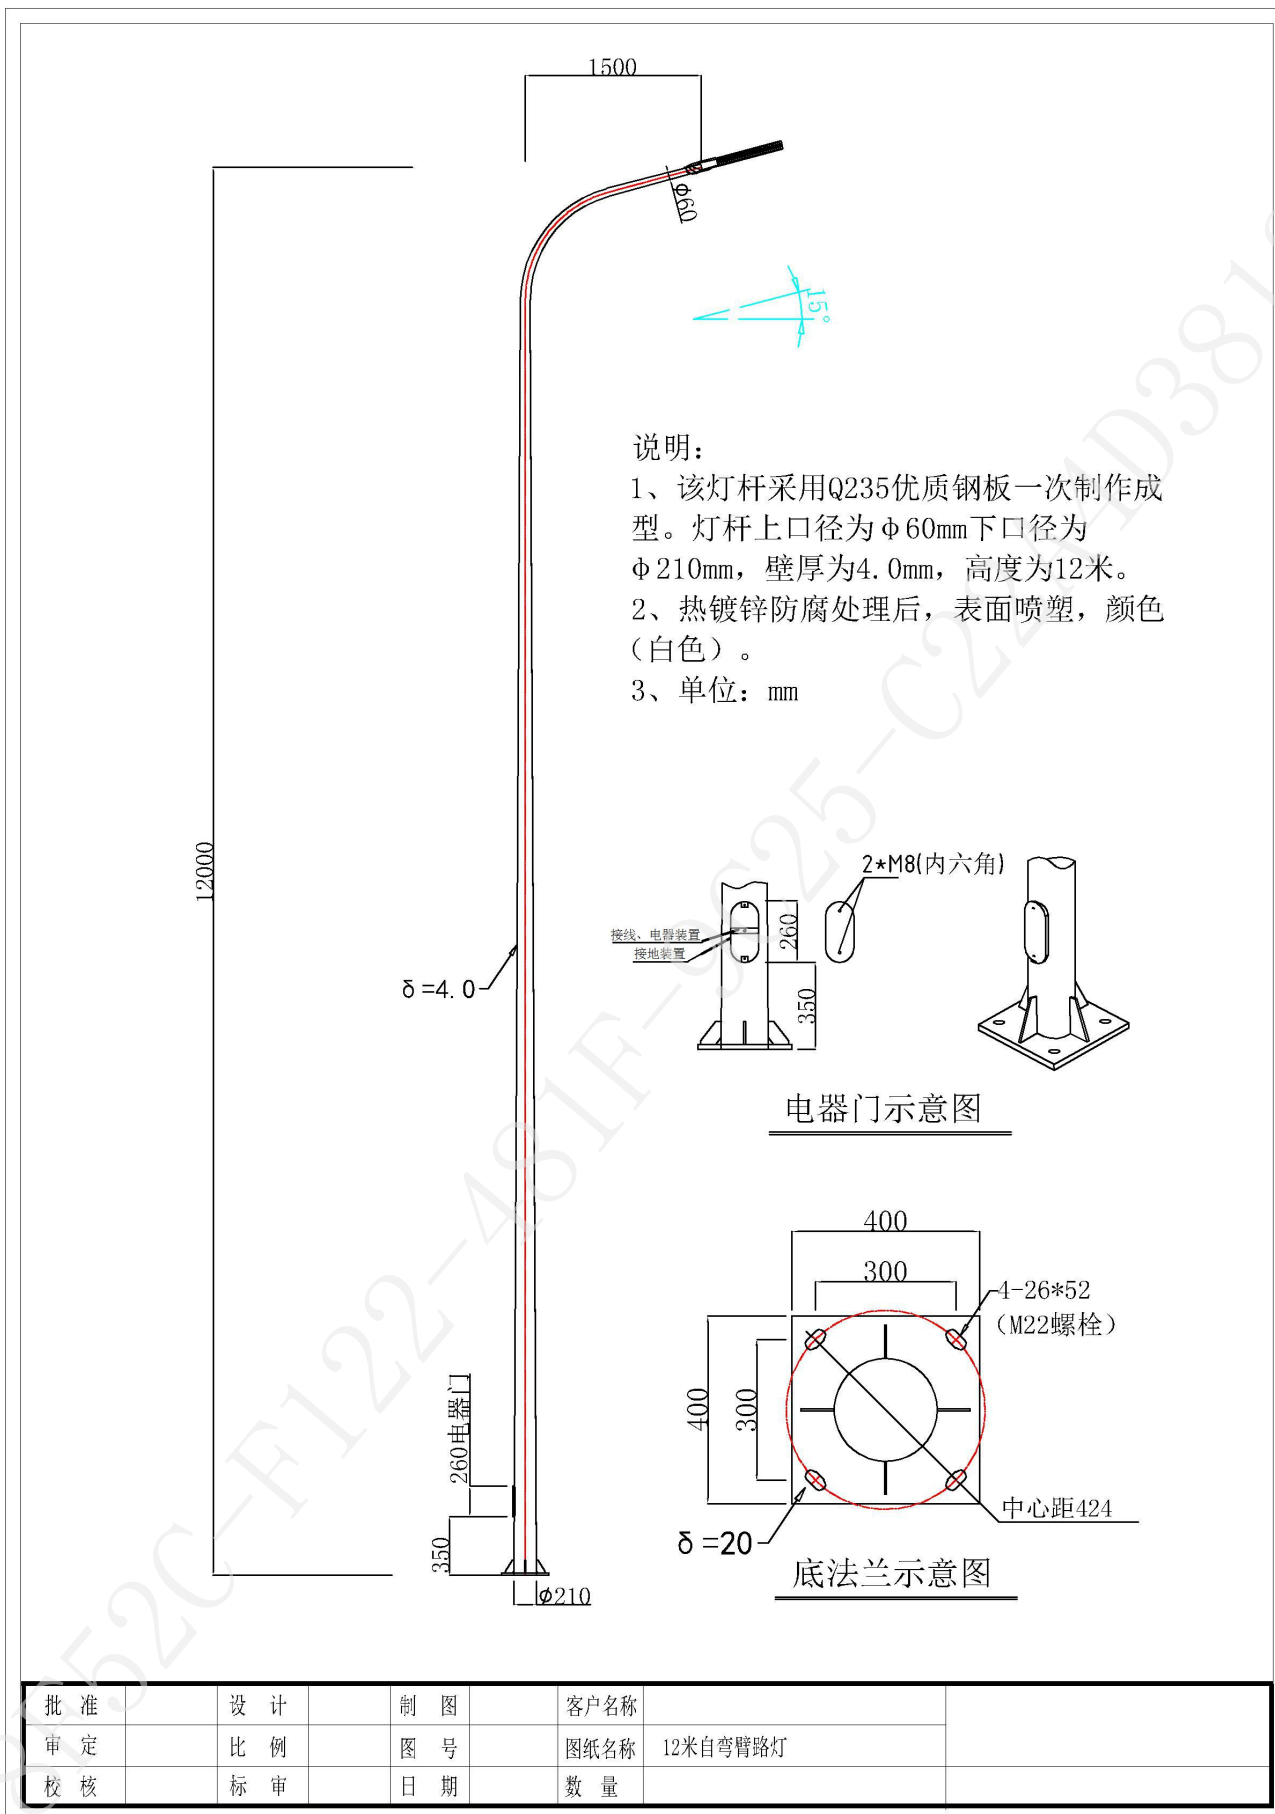 1500
φ60
15°
12000
说明：
1、该灯杆采用Q235优质钢板一次制作成
型。灯杆上口径为φ60mm下口径为
φ210mm，壁厚为4.0mm，高度为12米。
2、热镀锌防腐处理后，表面喷塑，颜色
（白色）。
3、单位：mm
δ=4.0
2*M8(内六角)
接线、电器装置
接地装置
260
350
电器门示意图
400
300
4-26*52
（M22螺栓）
400
300
中心距424
δ=20
底法兰示意图
260电器门
350
φ210
批 准 设 计 制 图 客户名称
审 定 比 例 图 号 图纸名称 12米自弯臂路灯
校 核 标 审 日 期 数 量